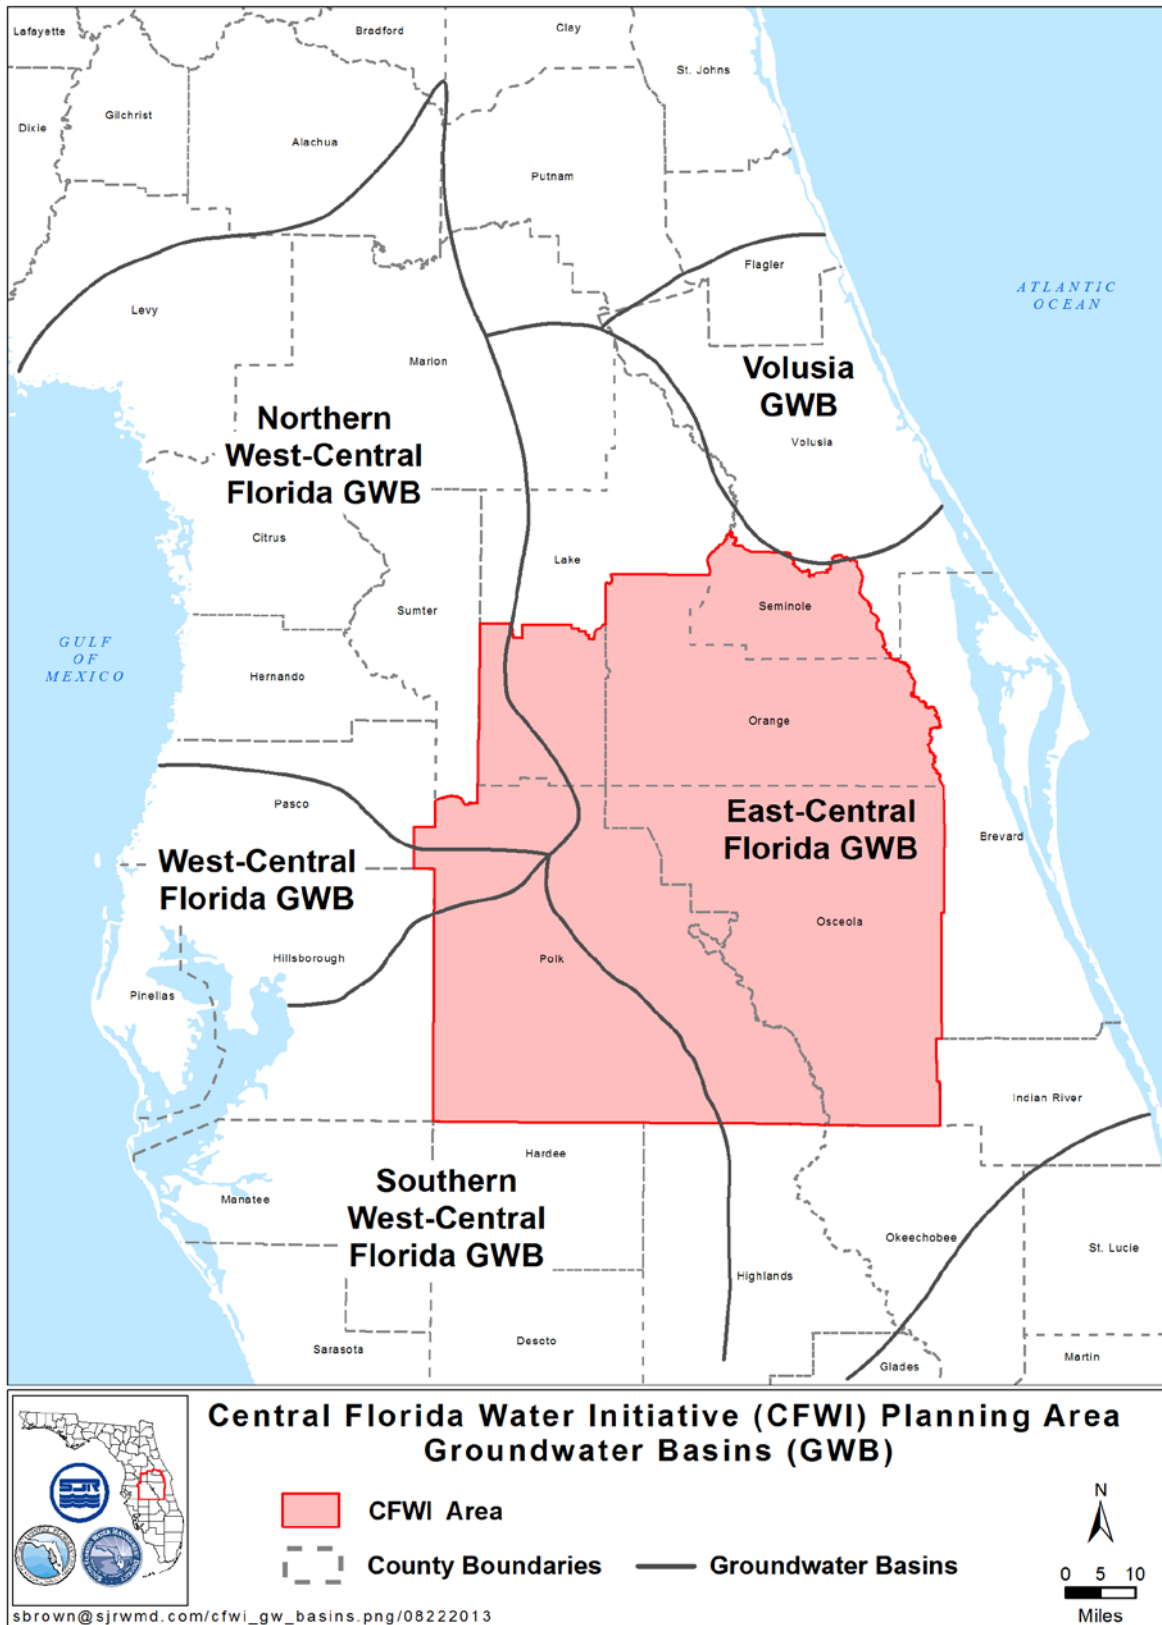 Lafayette
Bradford
Clay
St. Johns
Dixie
Gilchrist
Alachua
Putnam
Flagler
ATLANTIC
OCEAN
Levy
Marion
Volusia
GWB
Northern
West-Central
Florida GWB
Volusia
Citrus
Lake
Sumter
Seminole
GULF
OF
MEXICO
Hernando
Orange
Pasco
East-Central
Florida GWB
Brevard
West-Central
Florida GWB
Osceola
Hillsborough
Polk
Pinellas
Indian River
Hardee
Southern
West-Central
Florida GWB
Manatee
Okeechobee
St. Lucie
Highlands
Sarasota
Desoto
Glades
Martin
Central Florida Water Initiative (CFWI) Planning Area
Groundwater Basins (GWB)
SJR
CFWI Area
County Boundaries
Groundwater Basins
N
0 5 10
Miles
sbrown@sjrwmd.com/cfwi_gw_basins.png/08222013